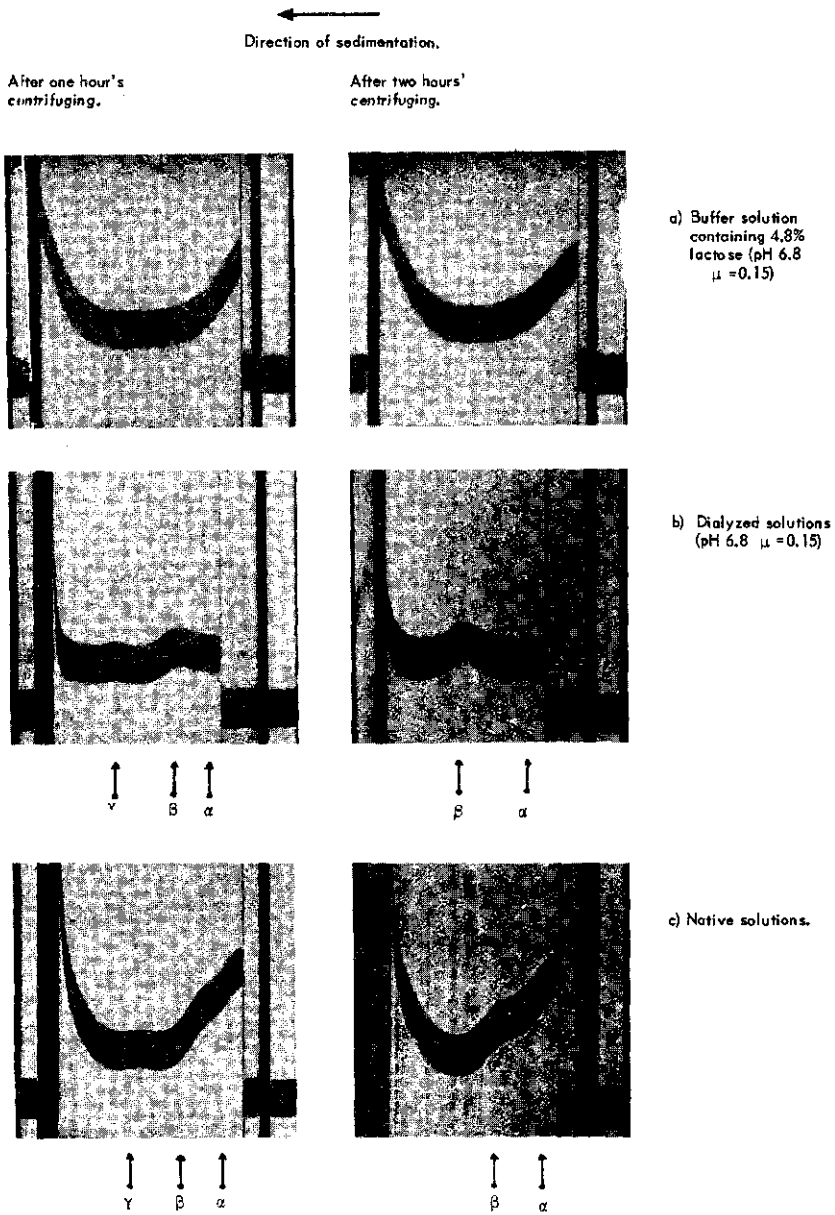 Direction of sedimentation.
After one hour's
centrifuging.
After two hours'
centrifuging.
a) Buffer solution
containing 4.8%
lactose (pH 6.8
μ =0.15)
b) Dialyzed solutions
(pH 6.8 μ =0.15)
γ β α
β α
c) Native solutions.
γ β α
β α